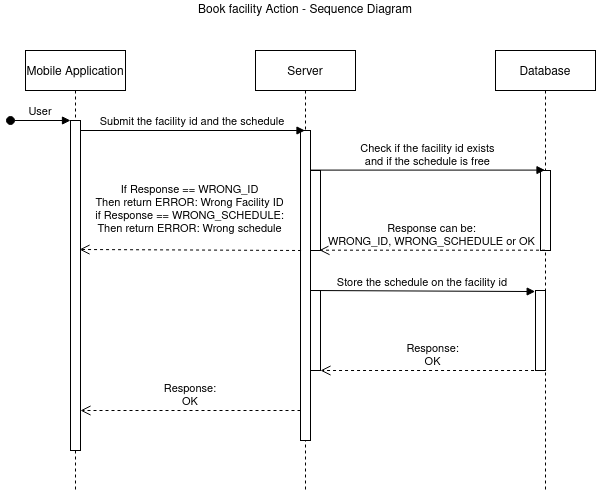 Book facility Action - Sequence Diagram
Mobile Application
Server
Database
User
Submit the facility id and the schedule
Check if the facility id exists
and if the schedule is free
If Response == WRONG_ID
Then return ERROR: Wrong Facility ID
if Response == WRONG_SCHEDULE:
Then return ERROR: Wrong schedule
Response can be:
WRONG_ID, WRONG_SCHEDULE or OK
Store the schedule on the facility id
Response:
OK
Response:
OK